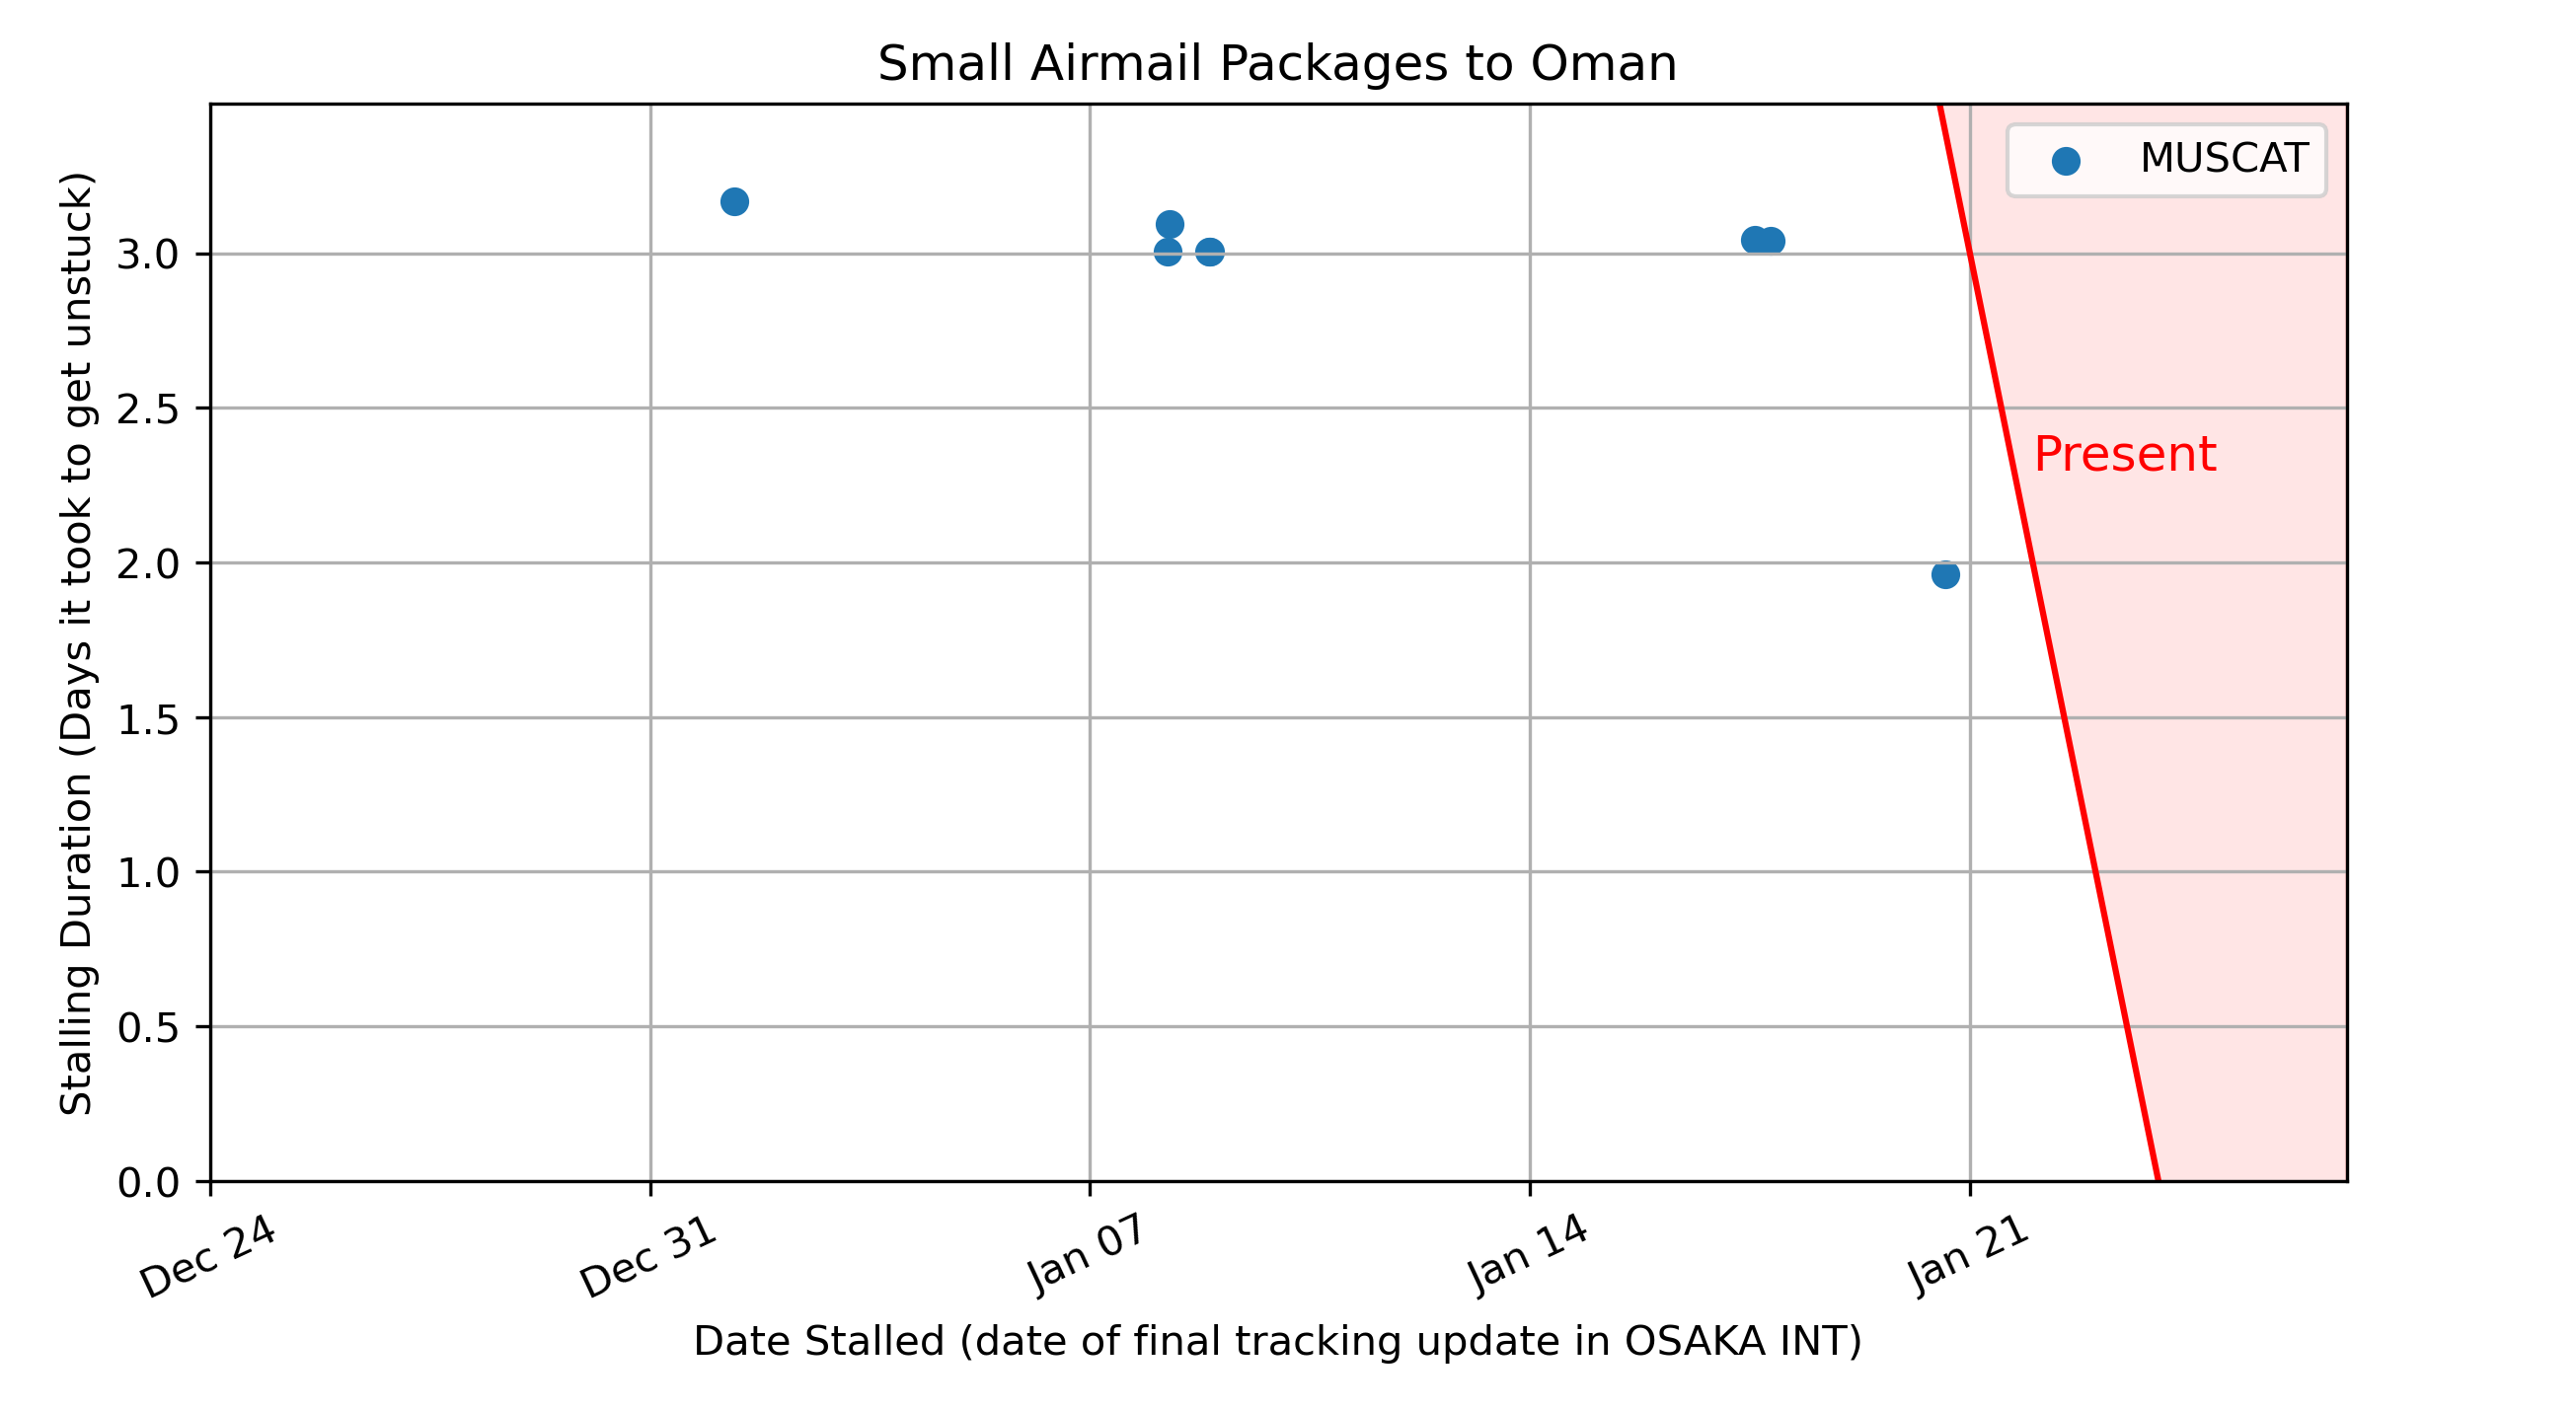 Small Airmail Packages to Oman
MUSCAT
Present
Stalling Duration (Days it took to get unstuck)
3.0
2.5
2.0
1.5
1.0
0.5
0.0
Dec 24
Dec 31
Jan 07
Jan 14
Jan 21
Date Stalled (date of final tracking update in OSAKA INT)